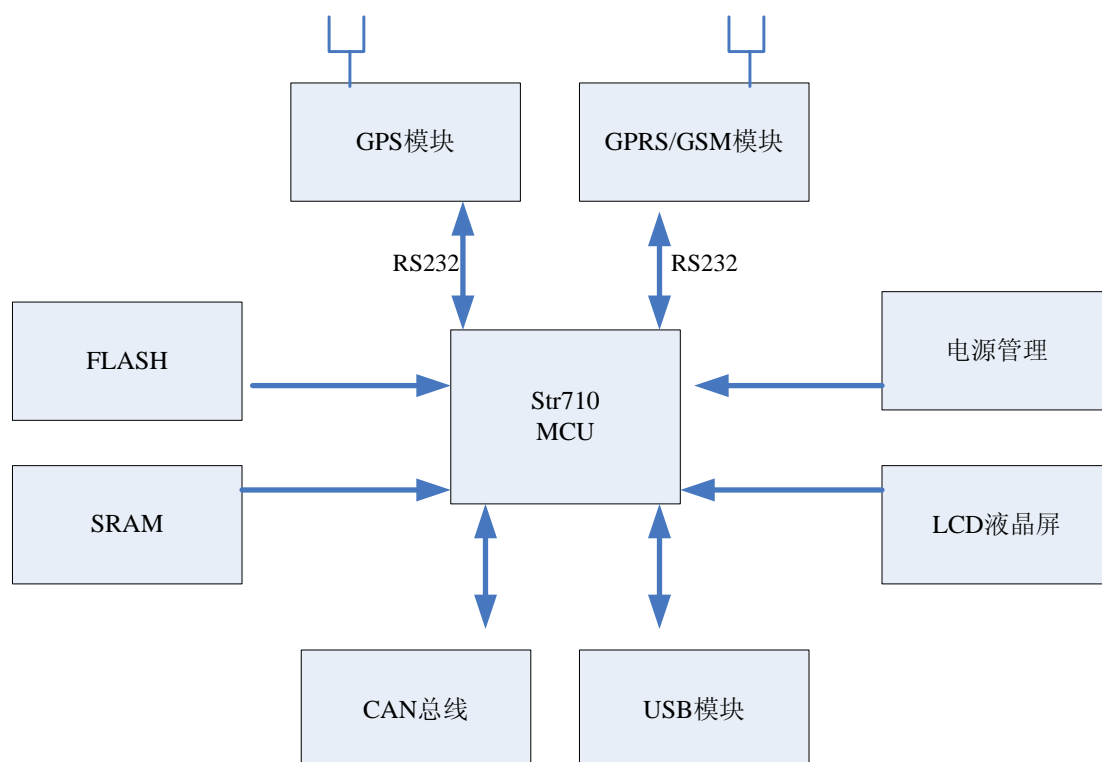 GPS模块
GPRS/GSM模块
RS232
RS232
FLASH
电源管理
Str710
MCU
SRAM
LCD液晶屏
CAN总线
USB模块